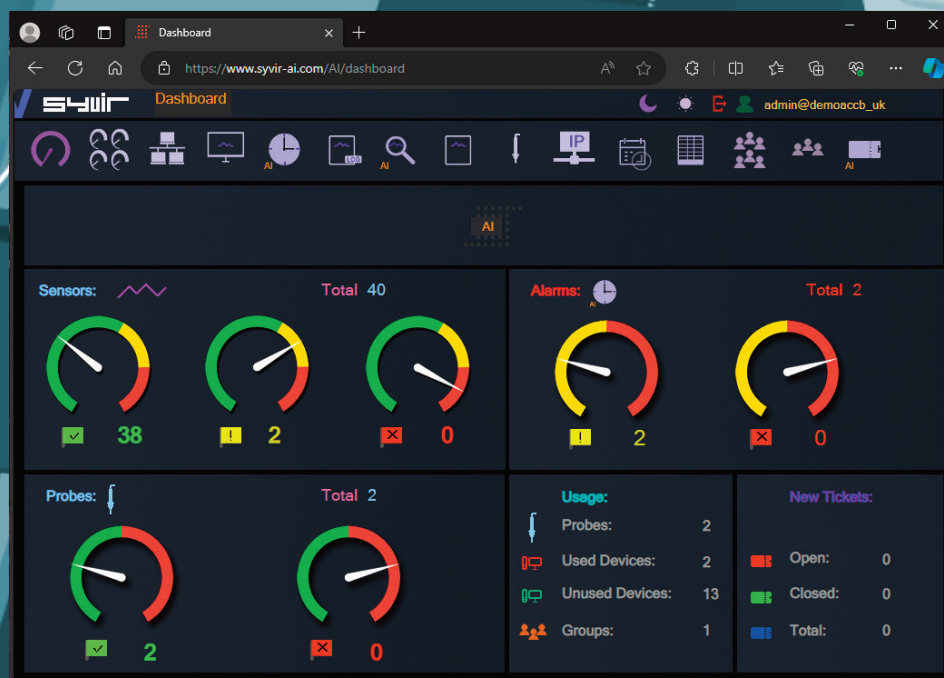 Dashboard
https://www.syvir-ai.com/AI/dashboard
syvir
Dashboard
admin@demoaccb_uk
AI
LOG
AI
IP
AI
AI
Sensors:
Total 40
Alarms:
AI
Total 2
38
2
0
2
0
Probes:
Total 2
2
0
Usage:
Probes: 2
Used Devices: 2
Unused Devices: 13
Groups: 1
New Tickets:
Open: 0
Closed: 0
Total: 0